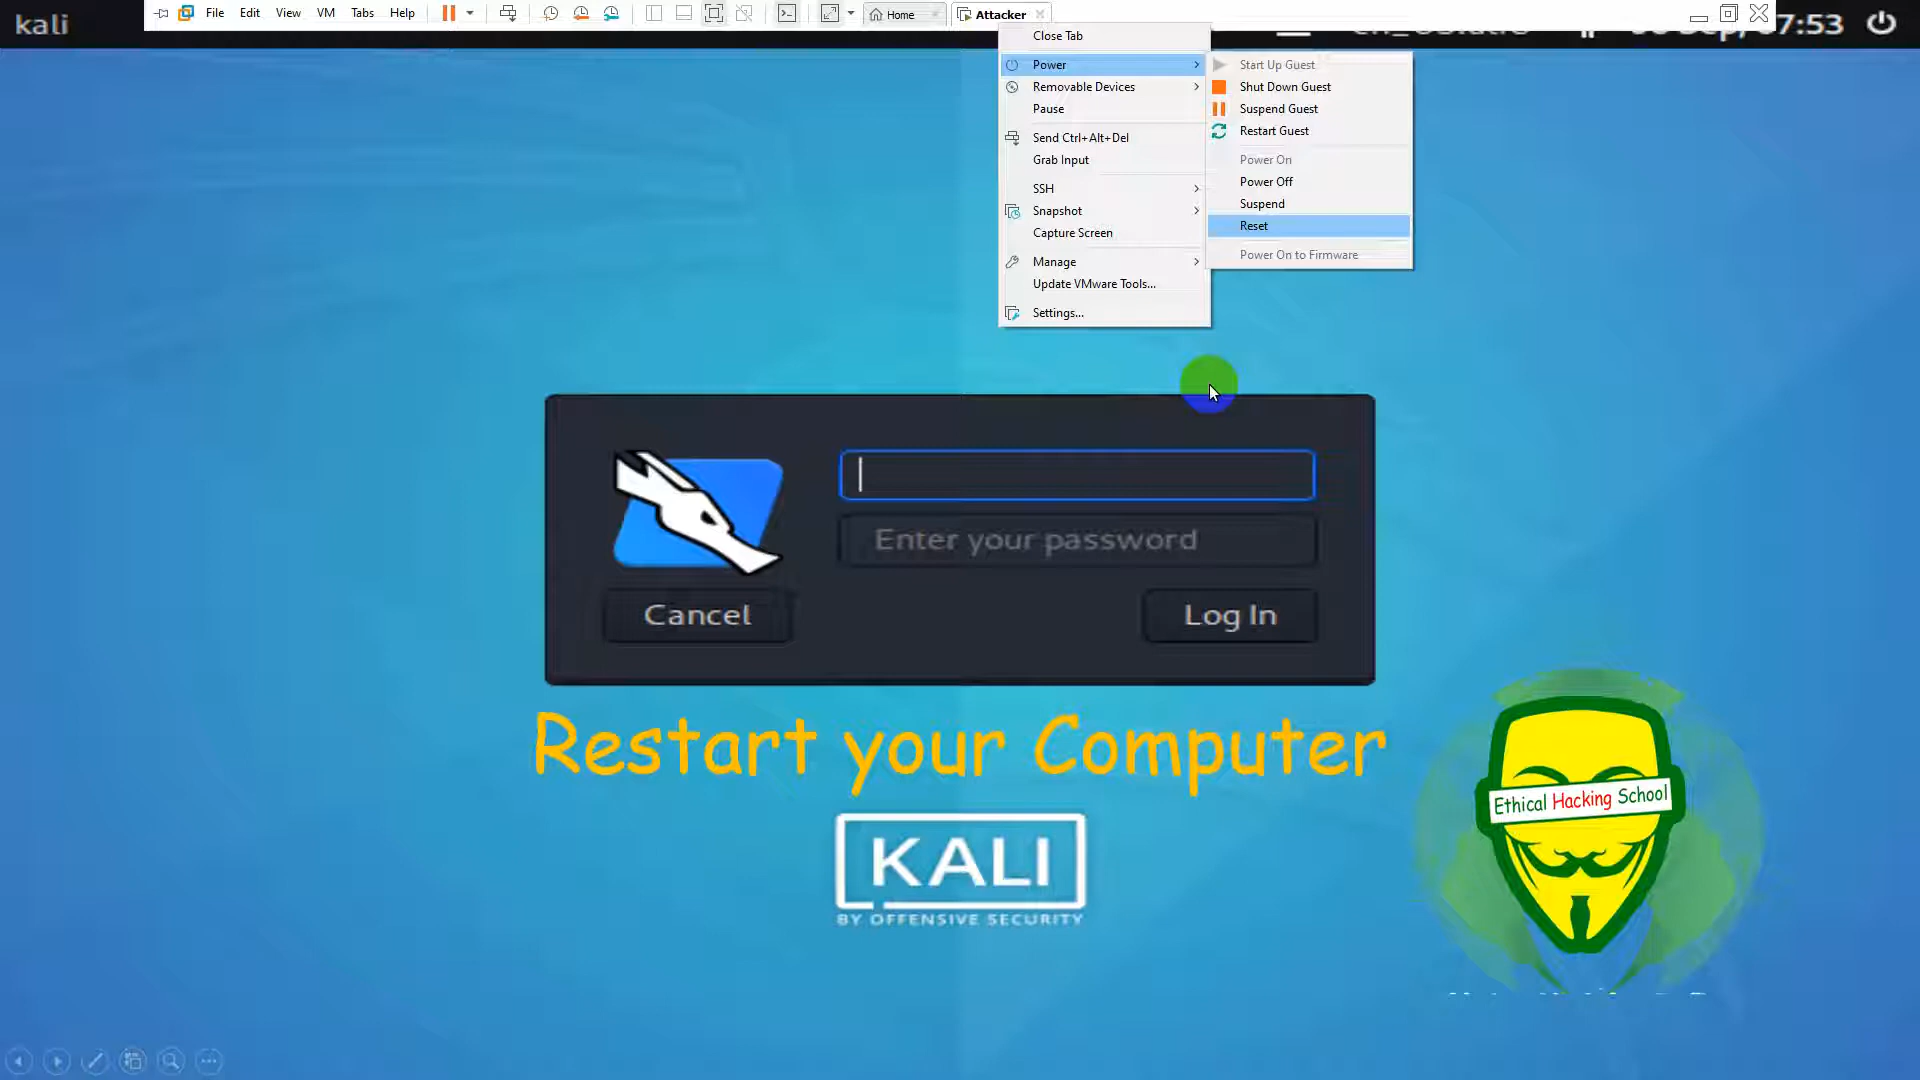 kali
File Edit View VM Tabs Help
Home
Attacker
7:53
Close Tab
Power
Removable Devices
Pause
Send Ctrl+Alt+Del
Grab Input
SSH
Snapshot
Capture Screen
Manage
Update VMware Tools...
Settings...
Start Up Guest
Shut Down Guest
Suspend Guest
Restart Guest
Power On
Power Off
Suspend
Reset
Power On to Firmware
Enter your password
Cancel
Log In
Restart your Computer
KALI
BY OFFENSIVE SECURITY
Ethical Hacking School